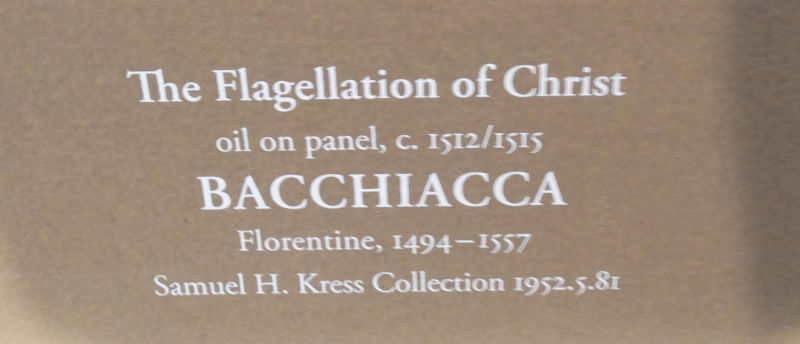 The Flagellation of Christ
oil on panel, c. 1512/1515
BACCHIACCA
Florentine, 1494–1557
Samuel H. Kress Collection 1952.5.81